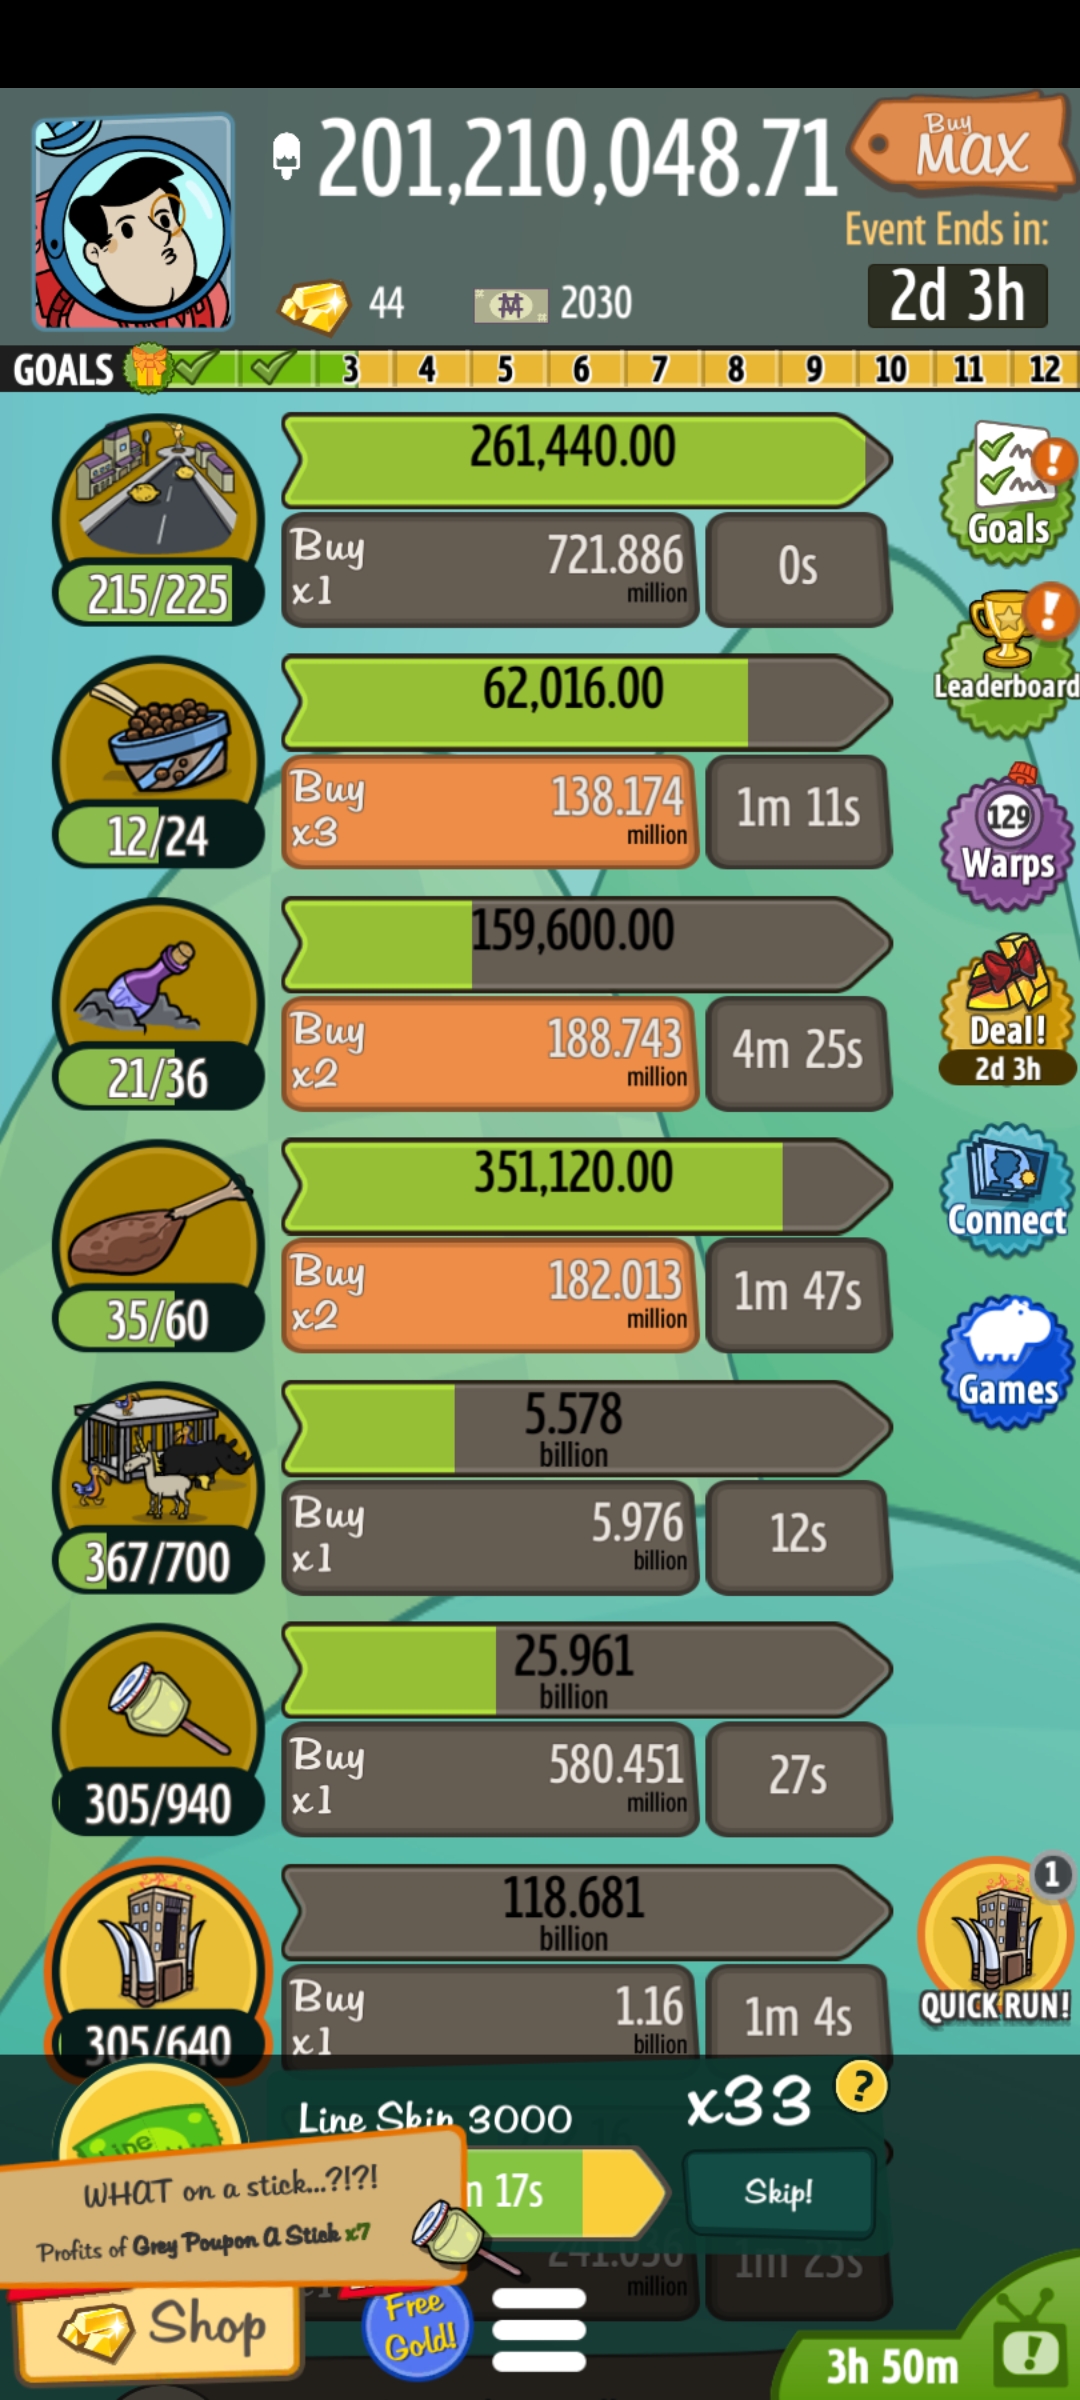 201,210,048.71
Buy
MAX
Event Ends in:
44
2030
2d 3h
GOALS
3 4 5 6 7 8 9 10 11 12
261,440.00
Goals
215/225
Buy x1
721.886 million
0s
62,016.00
Leaderboard
12/24
Buy x3
138.174 million
1m 11s
129
Warps
159,600.00
21/36
Buy x2
188.743 million
4m 25s
Deal!
2d 3h
351,120.00
Connect
35/60
Buy x2
182.013 million
1m 47s
Games
5.578 billion
367/700
Buy x1
5.976 billion
12s
25.961 billion
305/940
Buy x1
580.451 million
27s
118.681 billion
1
QUICK RUN!
305/640
Buy x1
1.16 billion
1m 4s
Line Skip 3000
x33
?
17s
Skip!
WHAT on a stick...?!?!
Profits of Grey Poupon A Stick x7
241.036 million
1m 23s
Shop
Free Gold!
3h 50m